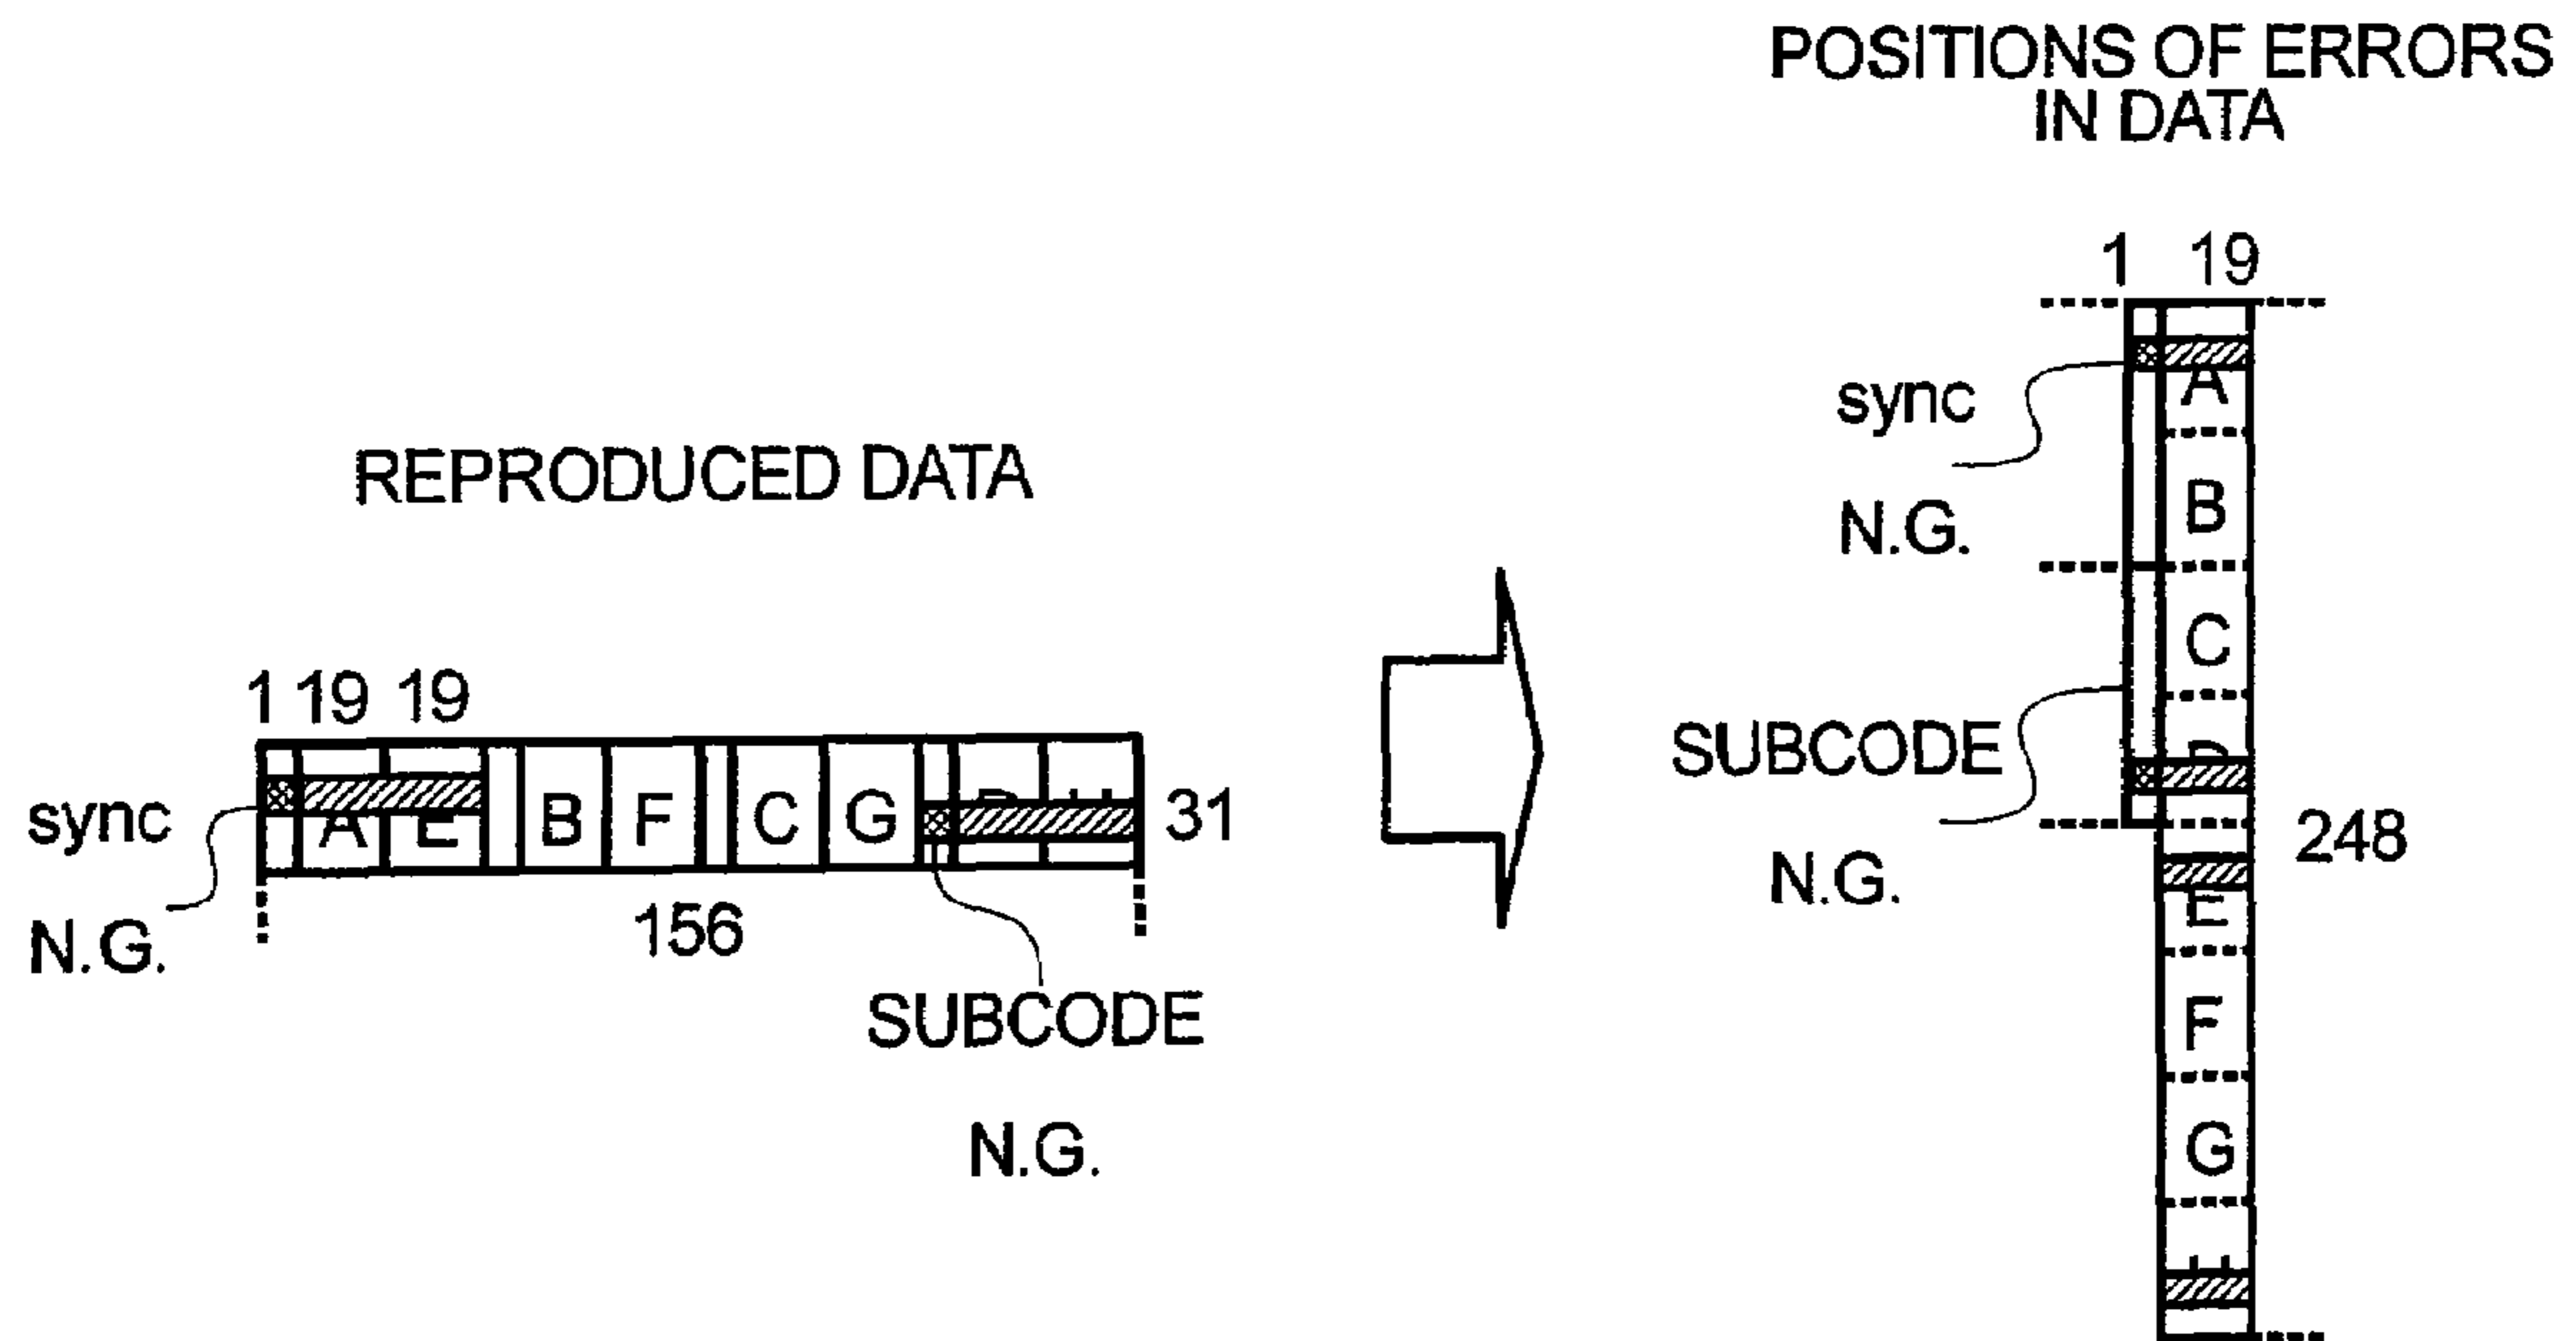 POSITIONS OF ERRORS
IN DATA
REPRODUCED DATA
1 19 19
sync
N.G.
A E B F C G
31
156
SUBCODE
N.G.
1 19
sync
N.G.
SUBCODE
N.G.
A
B
C
248
E
F
G